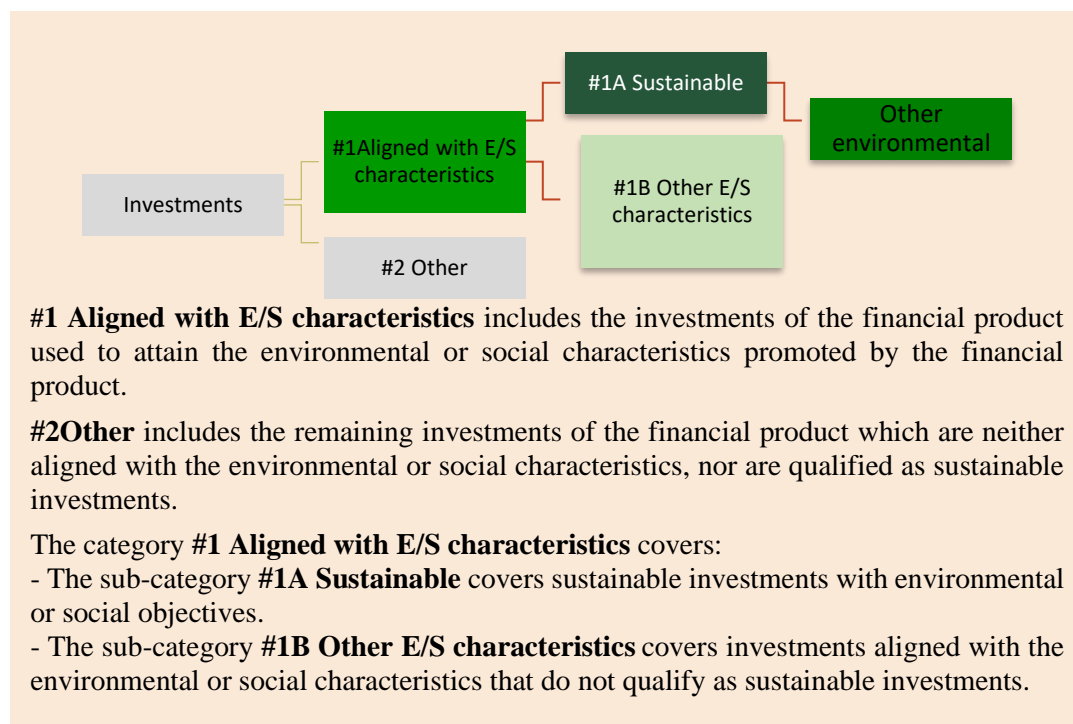 #1A Sustainable
Other
environmental
#1Aligned with E/S
characteristics
#1B Other E/S
characteristics
Investments
#2 Other
#1 Aligned with E/S characteristics includes the investments of the financial product
used to attain the environmental or social characteristics promoted by the financial
product.
#2Other includes the remaining investments of the financial product which are neither
aligned with the environmental or social characteristics, nor are qualified as sustainable
investments.
The category #1 Aligned with E/S characteristics covers:
- The sub-category #1A Sustainable covers sustainable investments with environmental
or social objectives.
- The sub-category #1B Other E/S characteristics covers investments aligned with the
environmental or social characteristics that do not qualify as sustainable investments.